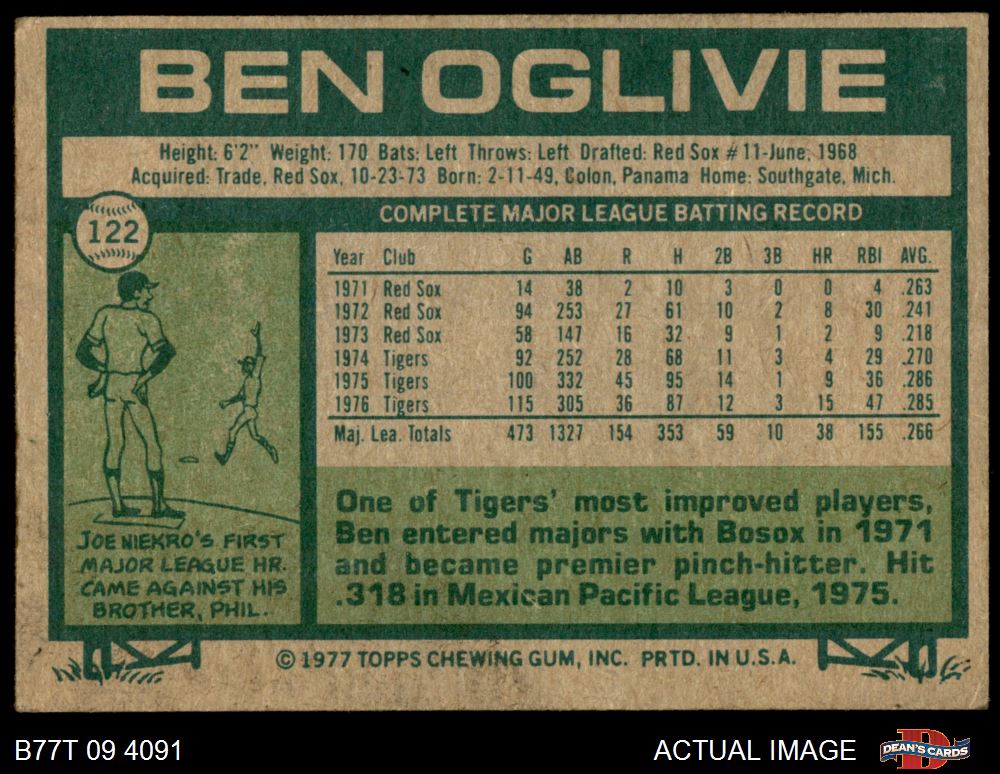 BEN OGLIVIE
Height: 6'2" Weight: 170 Bats: Left Throws: Left Drafted: Red Sox #11-June, 1968
Acquired: Trade, Red Sox, 10-23-73 Born: 2-11-49, Colon, Panama Home: Southgate, Mich.
122
COMPLETE MAJOR LEAGUE BATTING RECORD
Year Club G AB R H 2B 3B HR RBI AVG.
1971 Red Sox 14 38 2 10 3 0 0 4 .263
1972 Red Sox 94 253 27 61 10 2 8 30 .241
1973 Red Sox 58 147 16 32 9 1 2 9 .218
1974 Tigers 92 252 28 68 11 3 4 29 .270
1975 Tigers 100 332 45 95 14 1 9 36 .286
1976 Tigers 115 305 36 87 12 3 15 47 .285
Maj. Lea. Totals 473 1327 154 353 59 10 38 155 .266
JOE NIEKRO'S FIRST
MAJOR LEAGUE HR.
CAME AGAINST HIS
BROTHER, PHIL.
One of Tigers' most improved players,
Ben entered majors with Bosox in 1971
and became premier pinch-hitter. Hit
.318 in Mexican Pacific League, 1975.
© 1977 TOPPS CHEWING GUM, INC. PRTD. IN U.S.A.
B77T 09 4091
ACTUAL IMAGE
DEAN'S CARDS